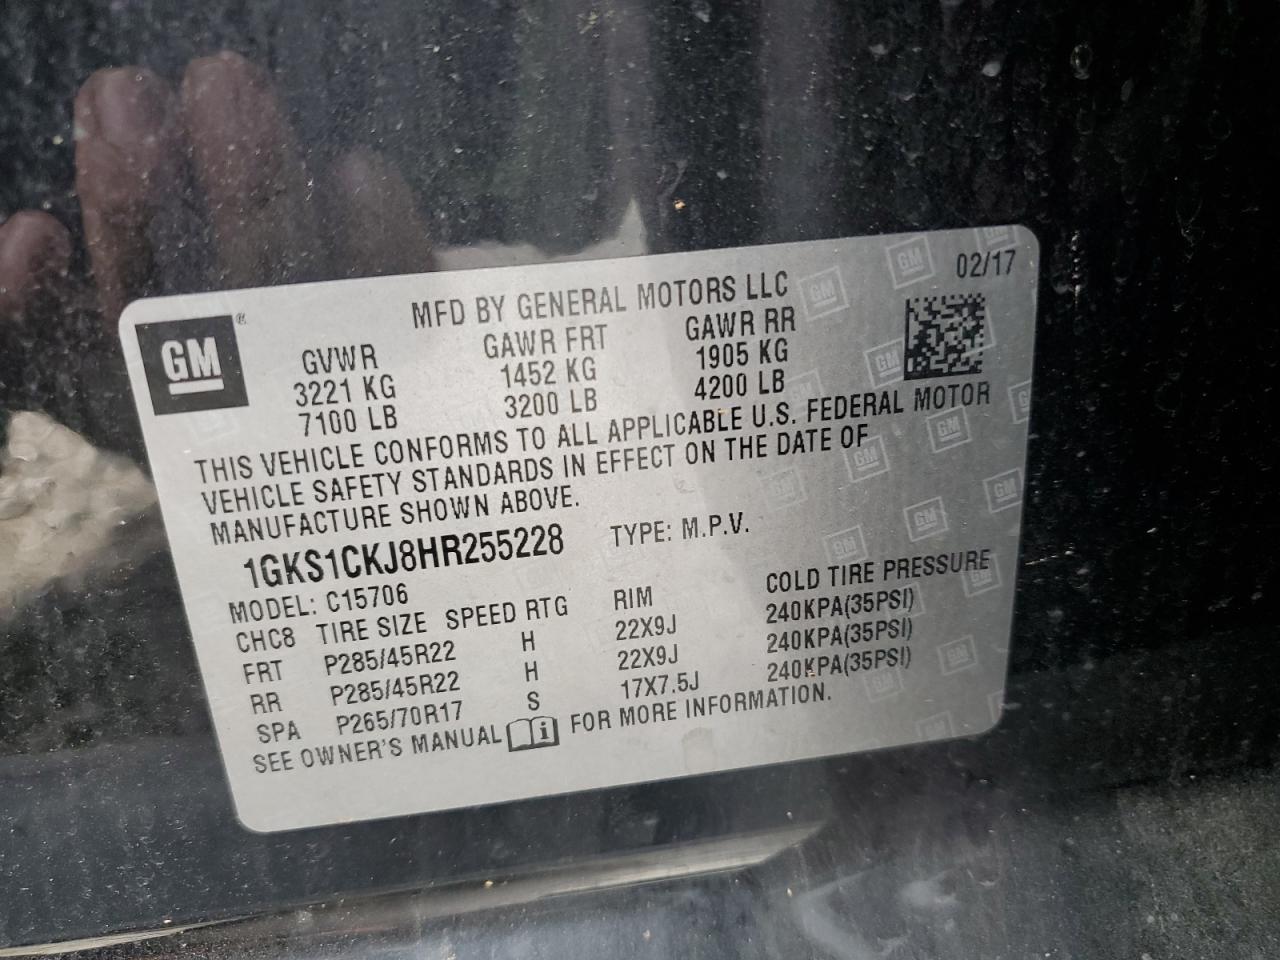 GM®
MFD BY GENERAL MOTORS LLC
02/17
GVWR GAWR FRT GAWR RR
3221 KG 1452 KG 1905 KG
7100 LB 3200 LB 4200 LB
THIS VEHICLE CONFORMS TO ALL APPLICABLE U.S. FEDERAL MOTOR
VEHICLE SAFETY STANDARDS IN EFFECT ON THE DATE OF
MANUFACTURE SHOWN ABOVE.
1GKS1CKJ8HR255228 TYPE: M.P.V.
MODEL: C15706
CHC8 TIRE SIZE SPEED RTG RIM COLD TIRE PRESSURE
FRT P285/45R22 H 22X9J 240KPA(35PSI)
RR P285/45R22 H 22X9J 240KPA(35PSI)
SPA P265/70R17 S 17X7.5J 240KPA(35PSI)
SEE OWNER'S MANUAL i FOR MORE INFORMATION.